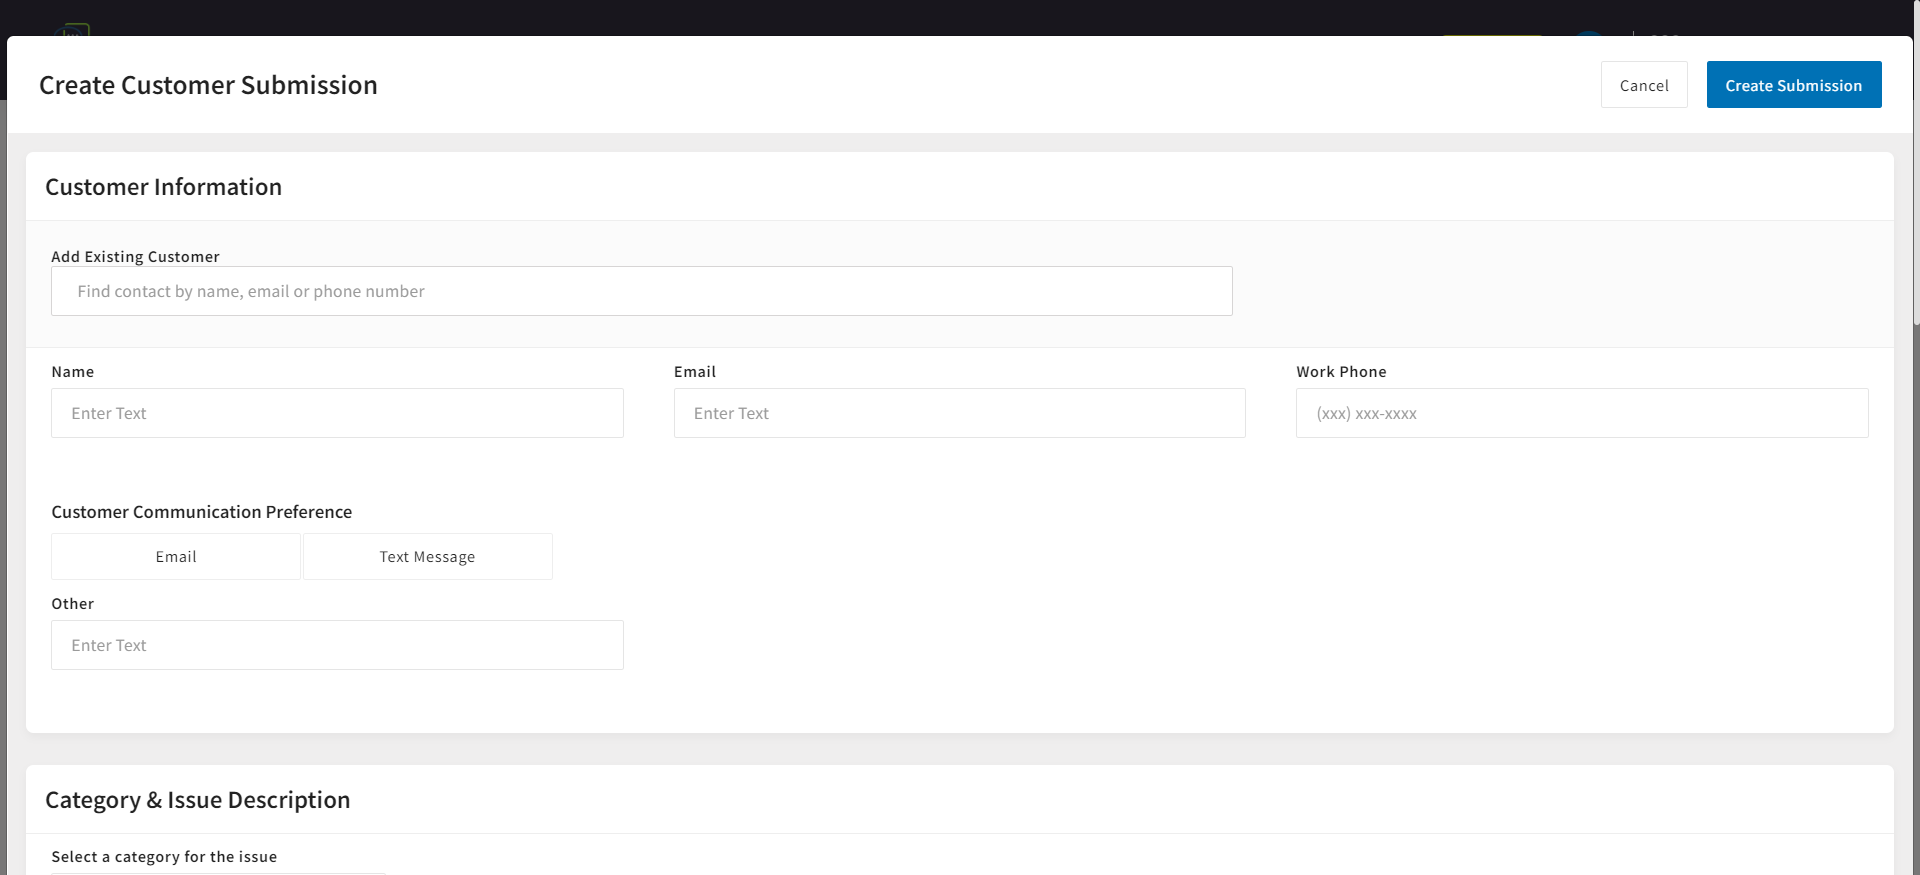 Create Customer Submission
Cancel
Create Submission
Customer Information
Add Existing Customer
Find contact by name, email or phone number
Name
Email
Work Phone
Enter Text
Enter Text
(xxx) xxx-xxxx
Customer Communication Preference
Email
Text Message
Other
Enter Text
Category & Issue Description
Select a category for the issue